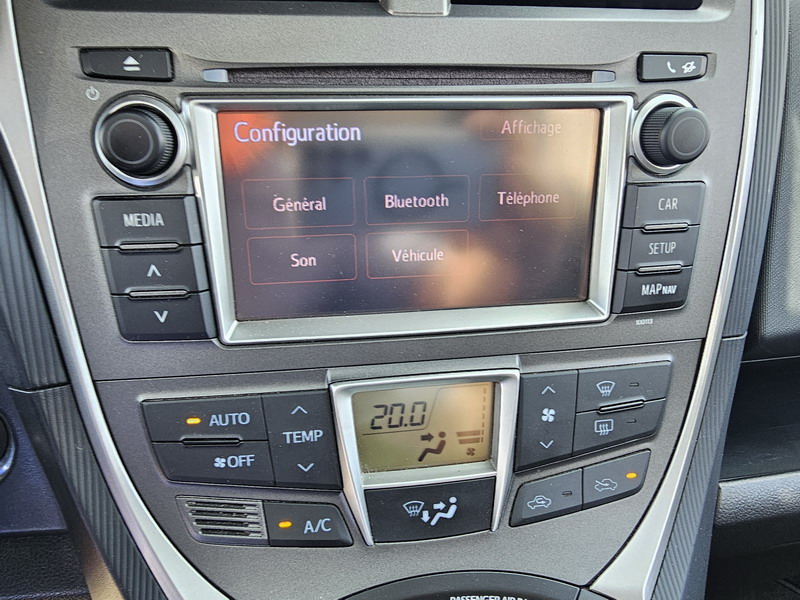 Configuration
Affichage
Général
Bluetooth
Téléphone
Son
Véhicule
MEDIA
CAR
SETUP
MAP NAV
100113
AUTO
OFF
TEMP
20.0
A/C
PASSENGER AIR